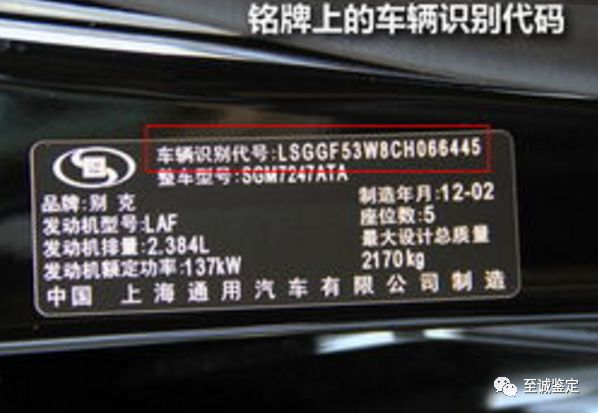 铭牌上的车辆识别代码
车辆识别代号:LSGGF53W8CH066445
整车型号:SGM7247ATA
品牌:别克
制造年月:12-02
发动机型号:LAF
座位数:5
发动机排量:2.384L
最大设计总质量
发动机额定功率:137kW
2170kg
中国 上海通用汽车有限公司制造
至诚鉴定